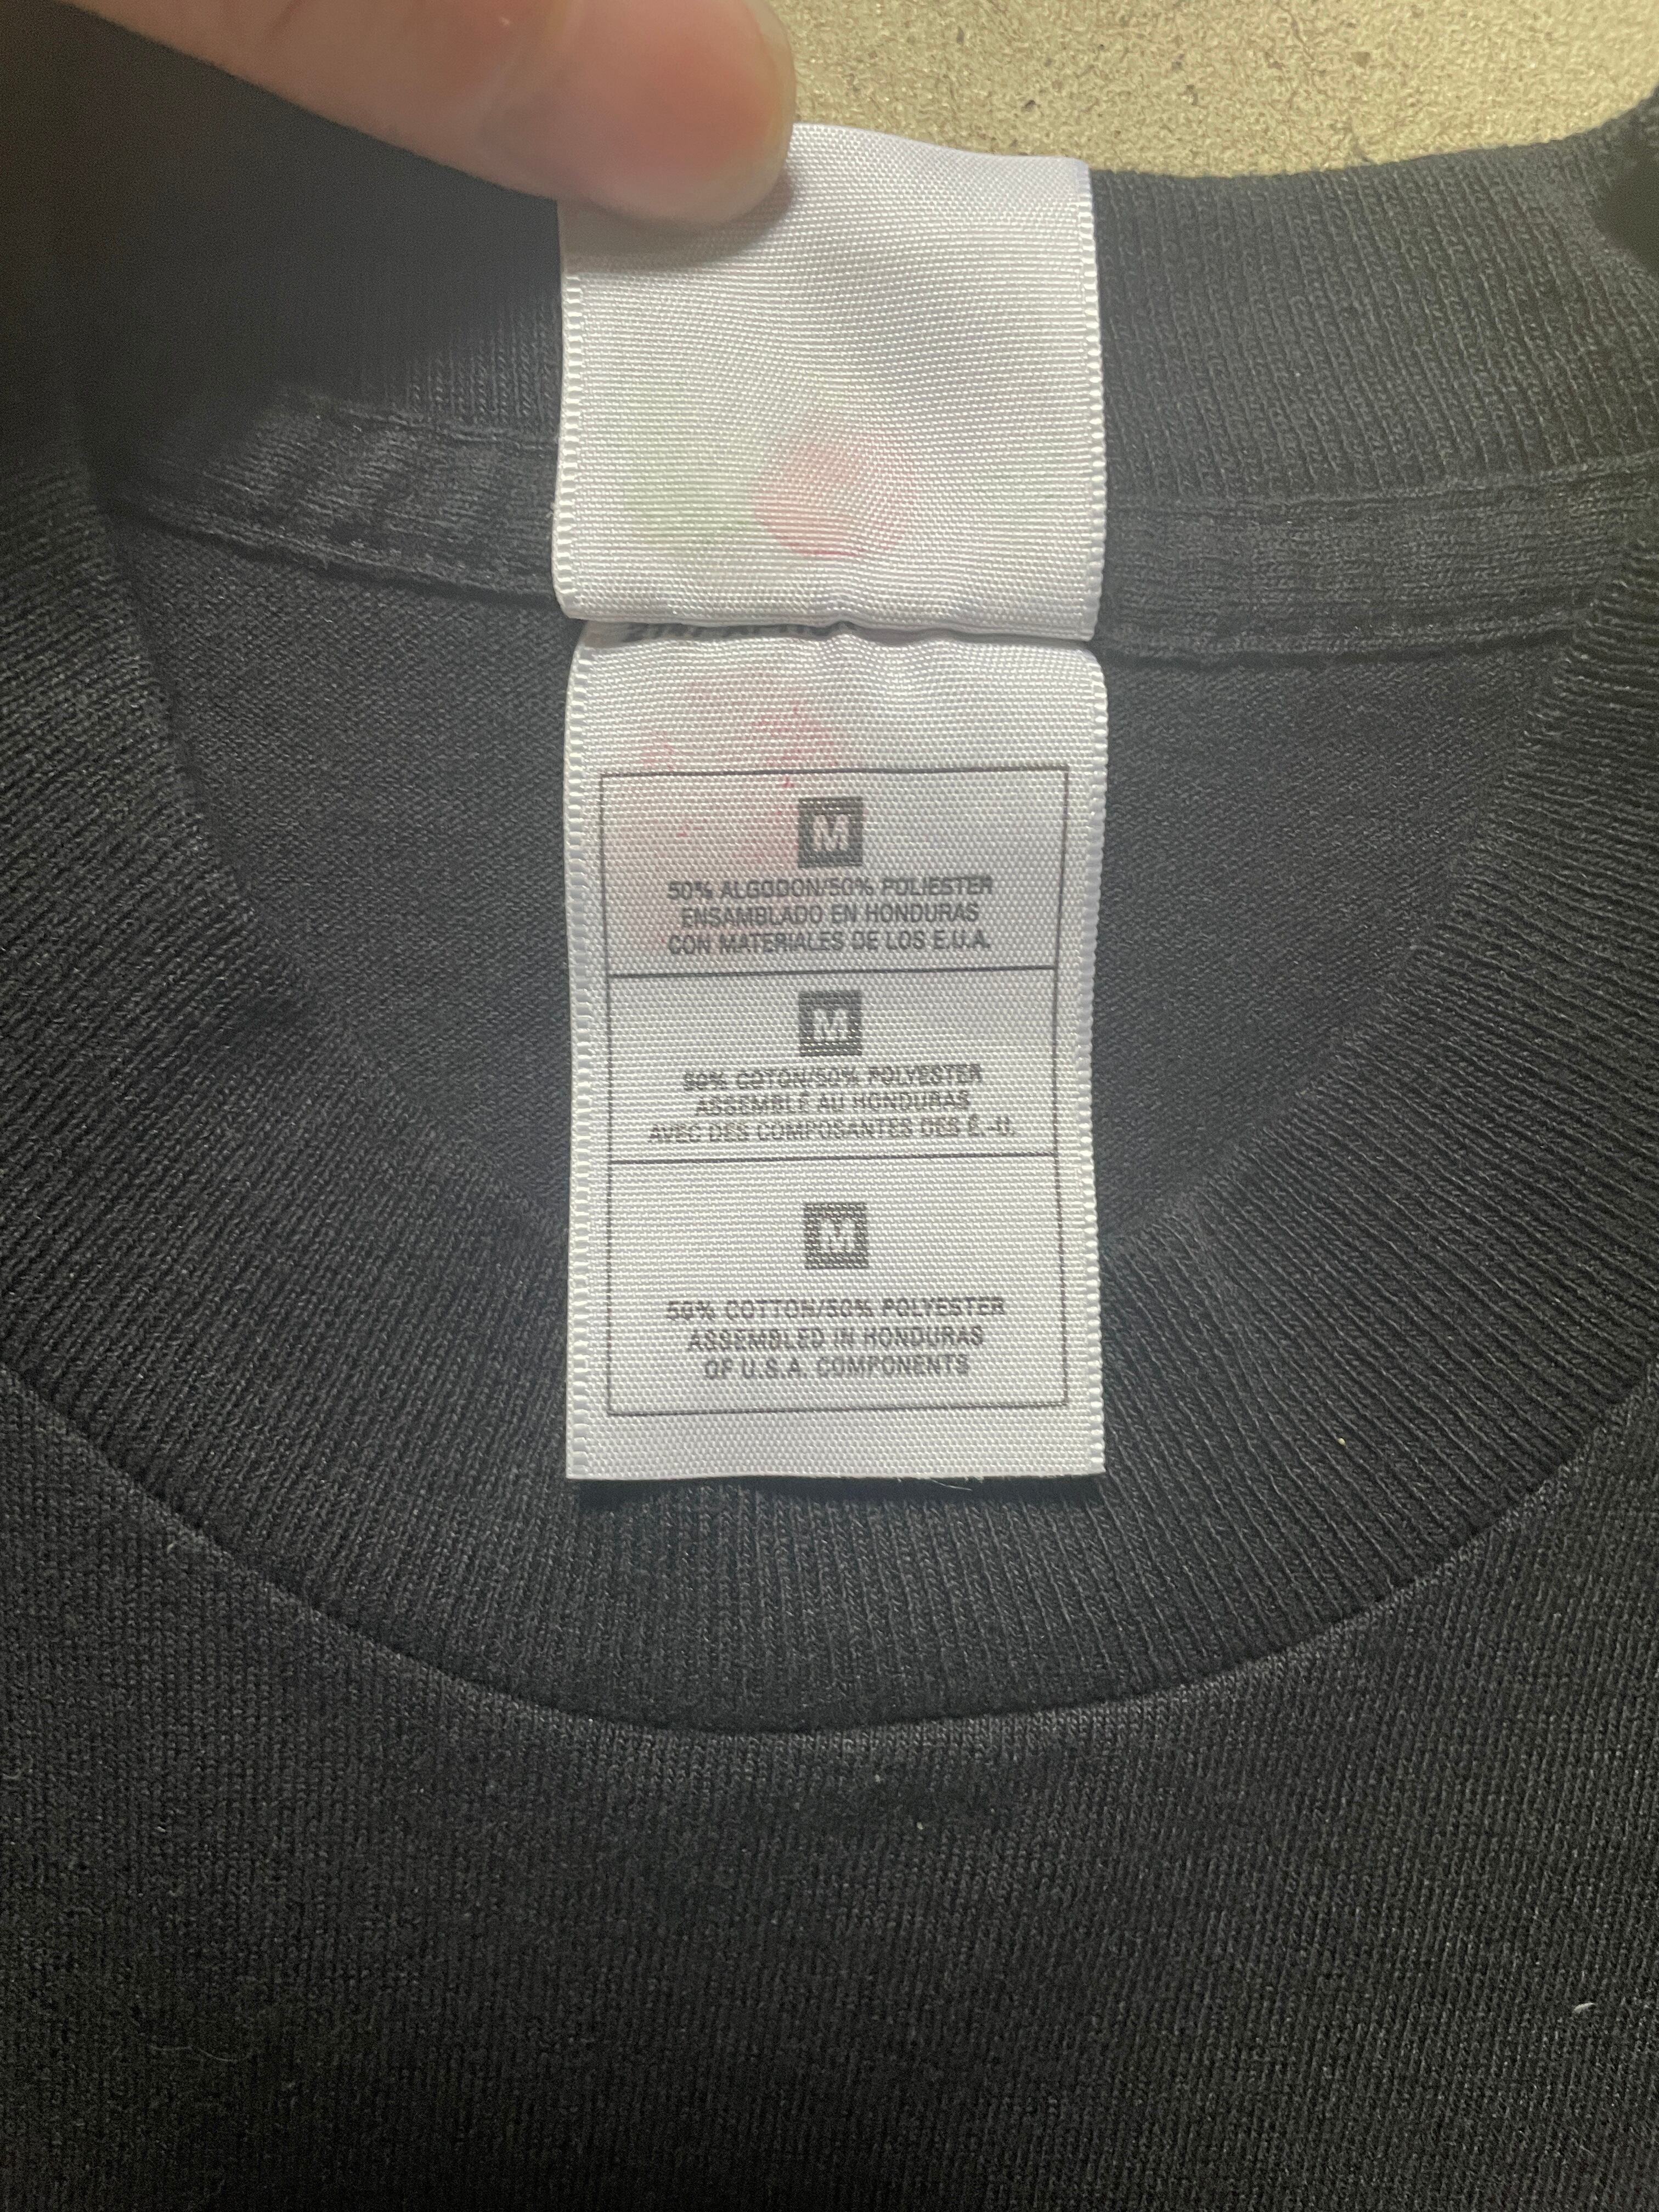 M
50% ALGODON/50% POLIESTER
ENSAMBLADO EN HONDURAS
CON MATERIALES DE LOS E.U.A.
M
50% COTON/50% POLYESTER
ASSEMBLÉ AU HONDURAS
AVEC DES COMPOSANTES DES É.-U.
M
50% COTTON/50% POLYESTER
ASSEMBLED IN HONDURAS
OF U.S.A. COMPONENTS